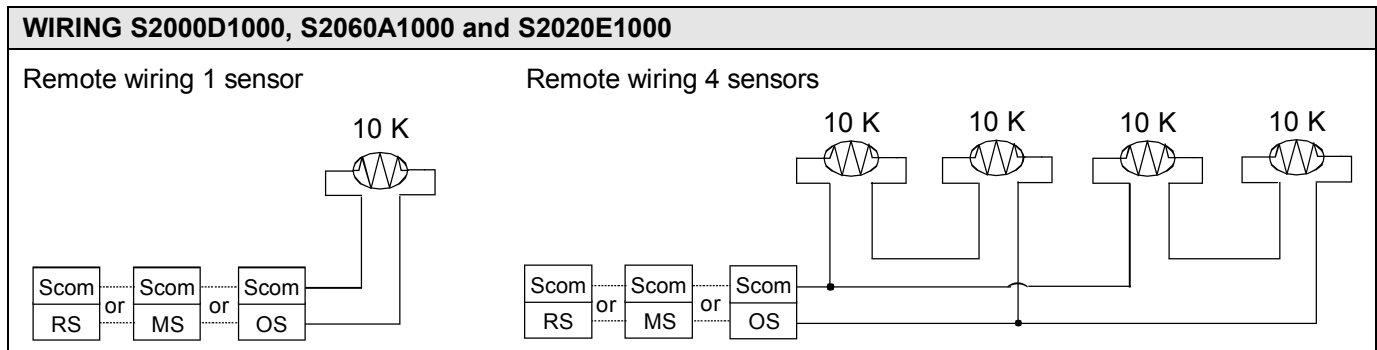 WIRING S2000D1000, S2060A1000 and S2020E1000
Remote wiring 1 sensor
10 K
Scom or Scom or Scom
RS MS OS
Remote wiring 4 sensors
10 K 10 K 10 K 10 K
Scom or Scom or Scom
RS MS OS